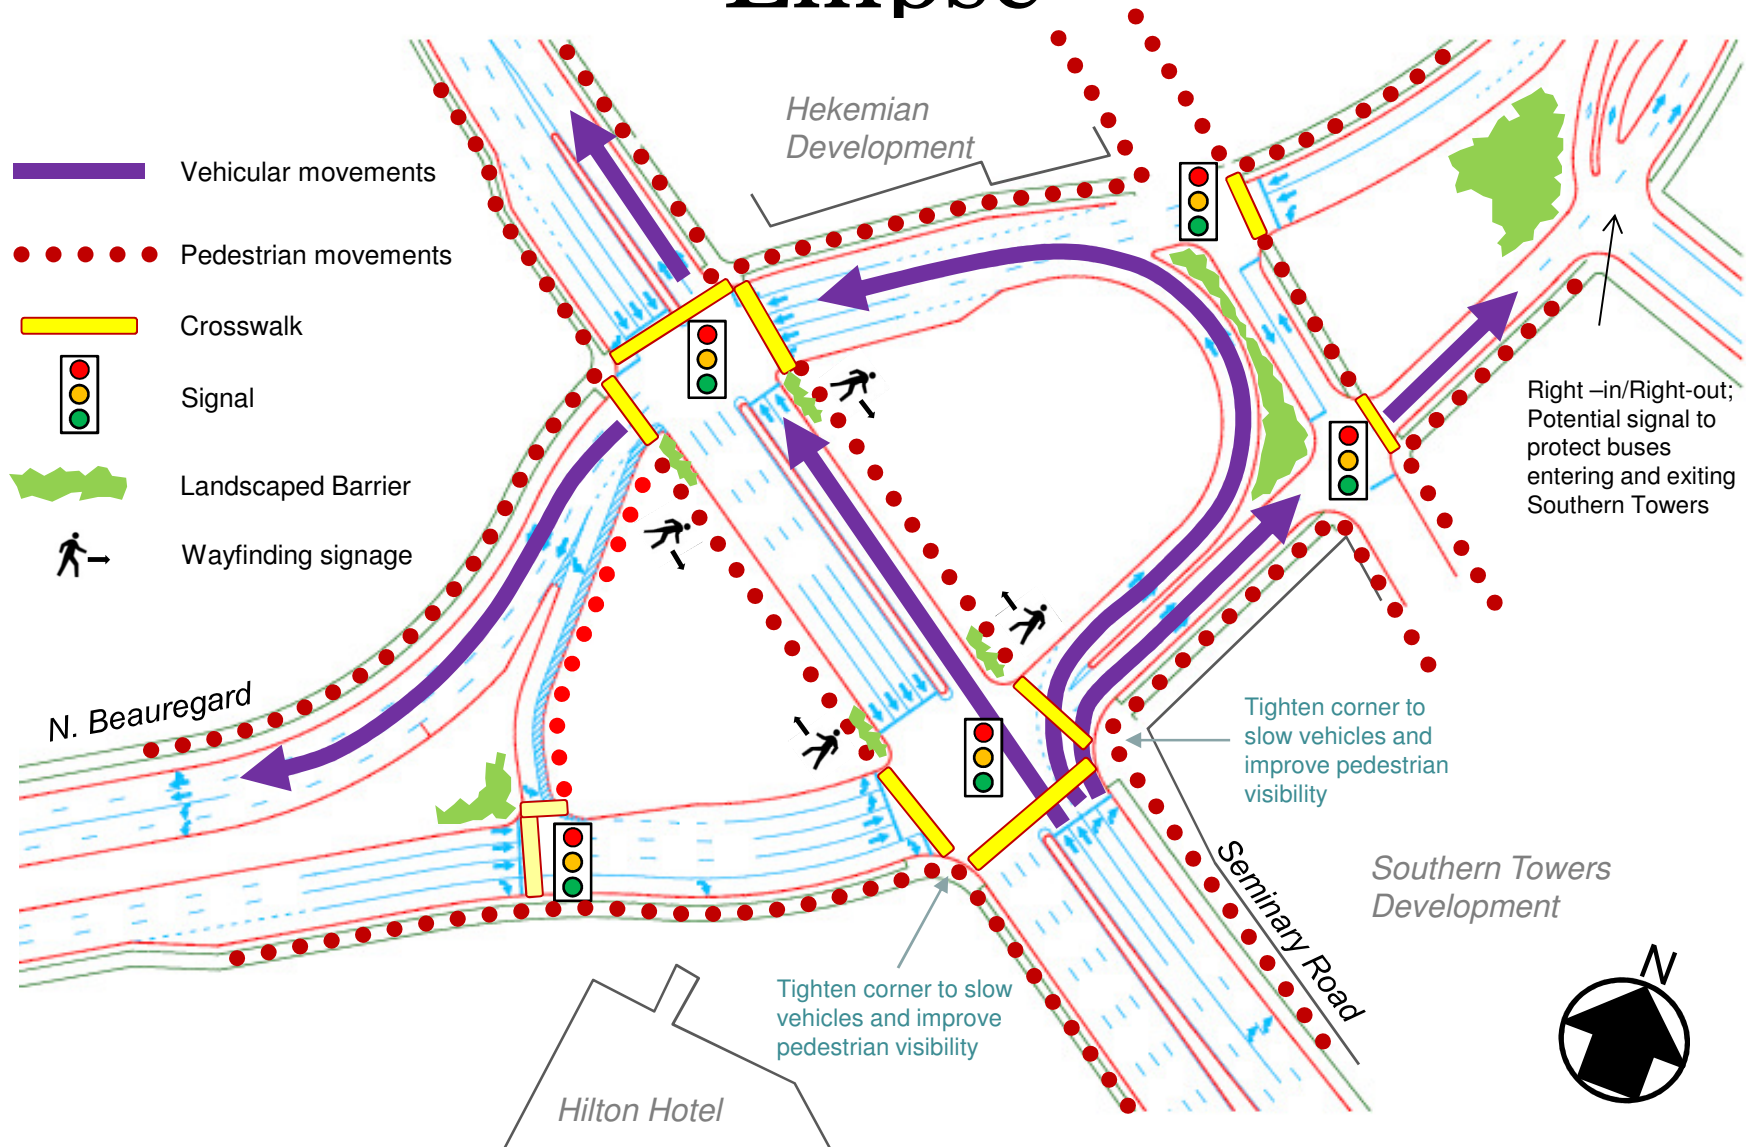 Ellipse
Hekemian
Development
Vehicular movements
Pedestrian movements
Crosswalk
Signal
Landscaped Barrier
Wayfinding signage
Right –in/Right-out;
Potential signal to
protect buses
entering and exiting
Southern Towers
N. Beauregard
Tighten corner to
slow vehicles and
improve pedestrian
visibility
Seminary Road
Southern Towers
Development
Tighten corner to slow
vehicles and improve
pedestrian visibility
Hilton Hotel
N